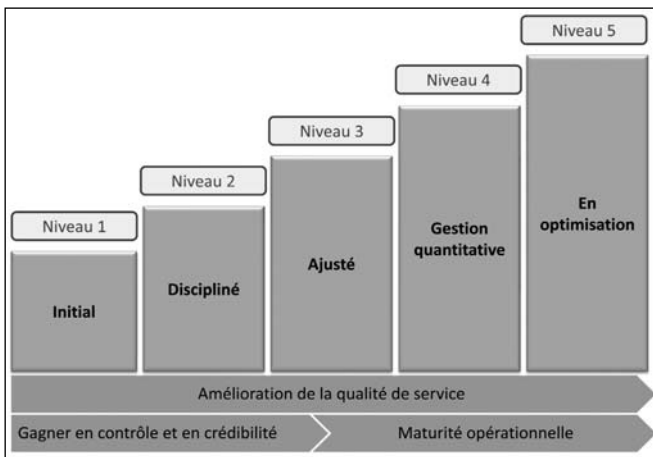 Niveau 1
Niveau 2
Niveau 3
Niveau 4
Niveau 5
Initial
Discipliné
Ajusté
Gestion
quantitative
En
optimisation
Amélioration de la qualité de service
Gagner en contrôle et en crédibilité
Maturité opérationnelle